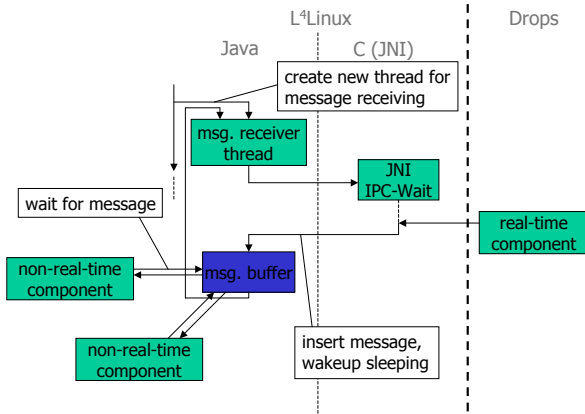 L⁴Linux
Java
C (JNI)
Drops
create new thread for
message receiving
msg. receiver
thread
JNI
IPC-Wait
wait for message
real-time
component
non-real-time
component
msg. buffer
non-real-time
component
insert message,
wakeup sleeping